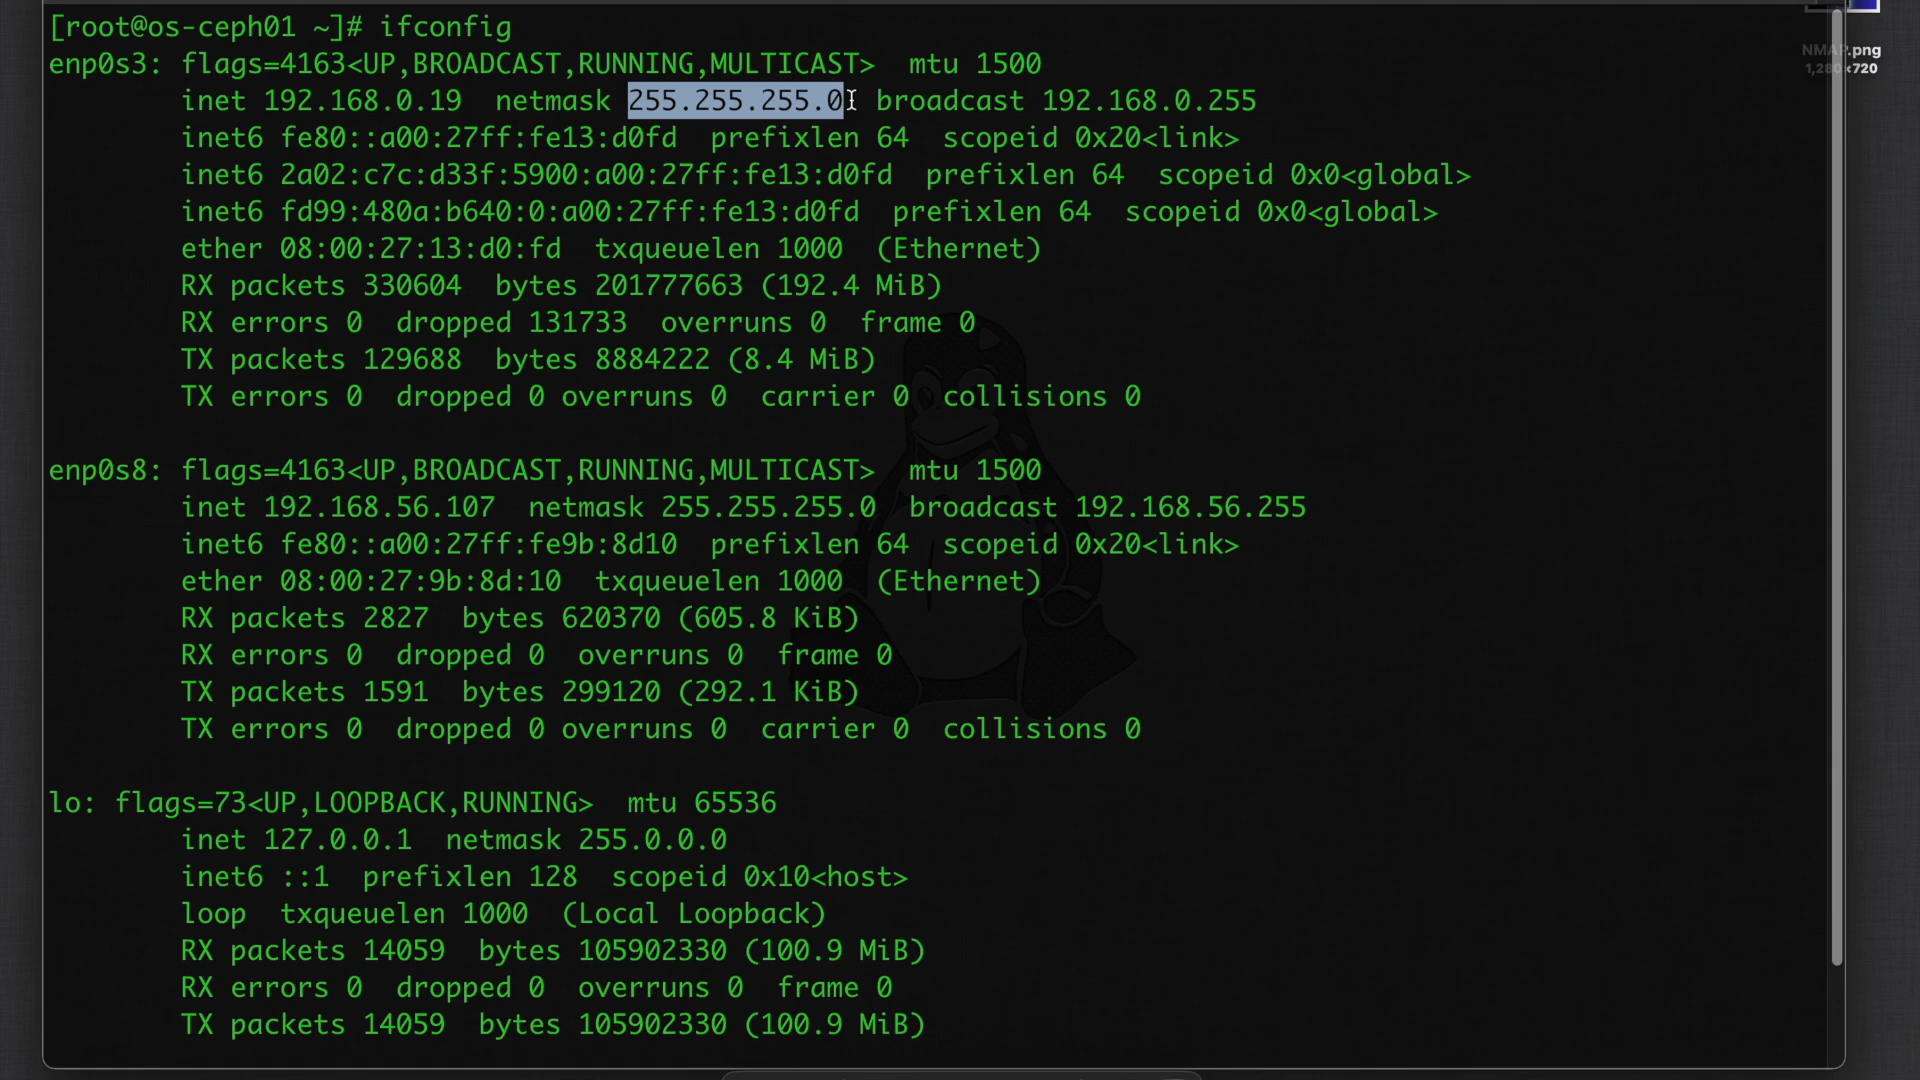 [root@os-ceph01 ~]# ifconfig
enp0s3: flags=4163<UP,BROADCAST,RUNNING,MULTICAST>  mtu 1500
        inet 192.168.0.19  netmask 255.255.255.0  broadcast 192.168.0.255
        inet6 fe80::a00:27ff:fe13:d0fd  prefixlen 64  scopeid 0x20<link>
        inet6 2a02:c7c:d33f:5900:a00:27ff:fe13:d0fd  prefixlen 64  scopeid 0x0<global>
        inet6 fd99:480a:b640:0:a00:27ff:fe13:d0fd  prefixlen 64  scopeid 0x0<global>
        ether 08:00:27:13:d0:fd  txqueuelen 1000  (Ethernet)
        RX packets 330604  bytes 201777663 (192.4 MiB)
        RX errors 0  dropped 131733  overruns 0  frame 0
        TX packets 129688  bytes 8884222 (8.4 MiB)
        TX errors 0  dropped 0 overruns 0  carrier 0  collisions 0

enp0s8: flags=4163<UP,BROADCAST,RUNNING,MULTICAST>  mtu 1500
        inet 192.168.56.107  netmask 255.255.255.0  broadcast 192.168.56.255
        inet6 fe80::a00:27ff:fe9b:8d10  prefixlen 64  scopeid 0x20<link>
        ether 08:00:27:9b:8d:10  txqueuelen 1000  (Ethernet)
        RX packets 2827  bytes 620370 (605.8 KiB)
        RX errors 0  dropped 0  overruns 0  frame 0
        TX packets 1591  bytes 299120 (292.1 KiB)
        TX errors 0  dropped 0 overruns 0  carrier 0  collisions 0

lo: flags=73<UP,LOOPBACK,RUNNING>  mtu 65536
        inet 127.0.0.1  netmask 255.0.0.0
        inet6 ::1  prefixlen 128  scopeid 0x10<host>
        loop  txqueuelen 1000  (Local Loopback)
        RX packets 14059  bytes 105902330 (100.9 MiB)
        RX errors 0  dropped 0  overruns 0  frame 0
        TX packets 14059  bytes 105902330 (100.9 MiB)
NMAP.png
1,280×720